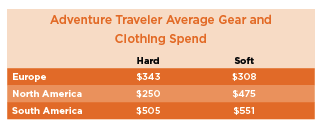 Adventure Traveler Average Gear and
Clothing Spend
Hard Soft
Europe $343 $308
North America $250 $475
South America $505 $551